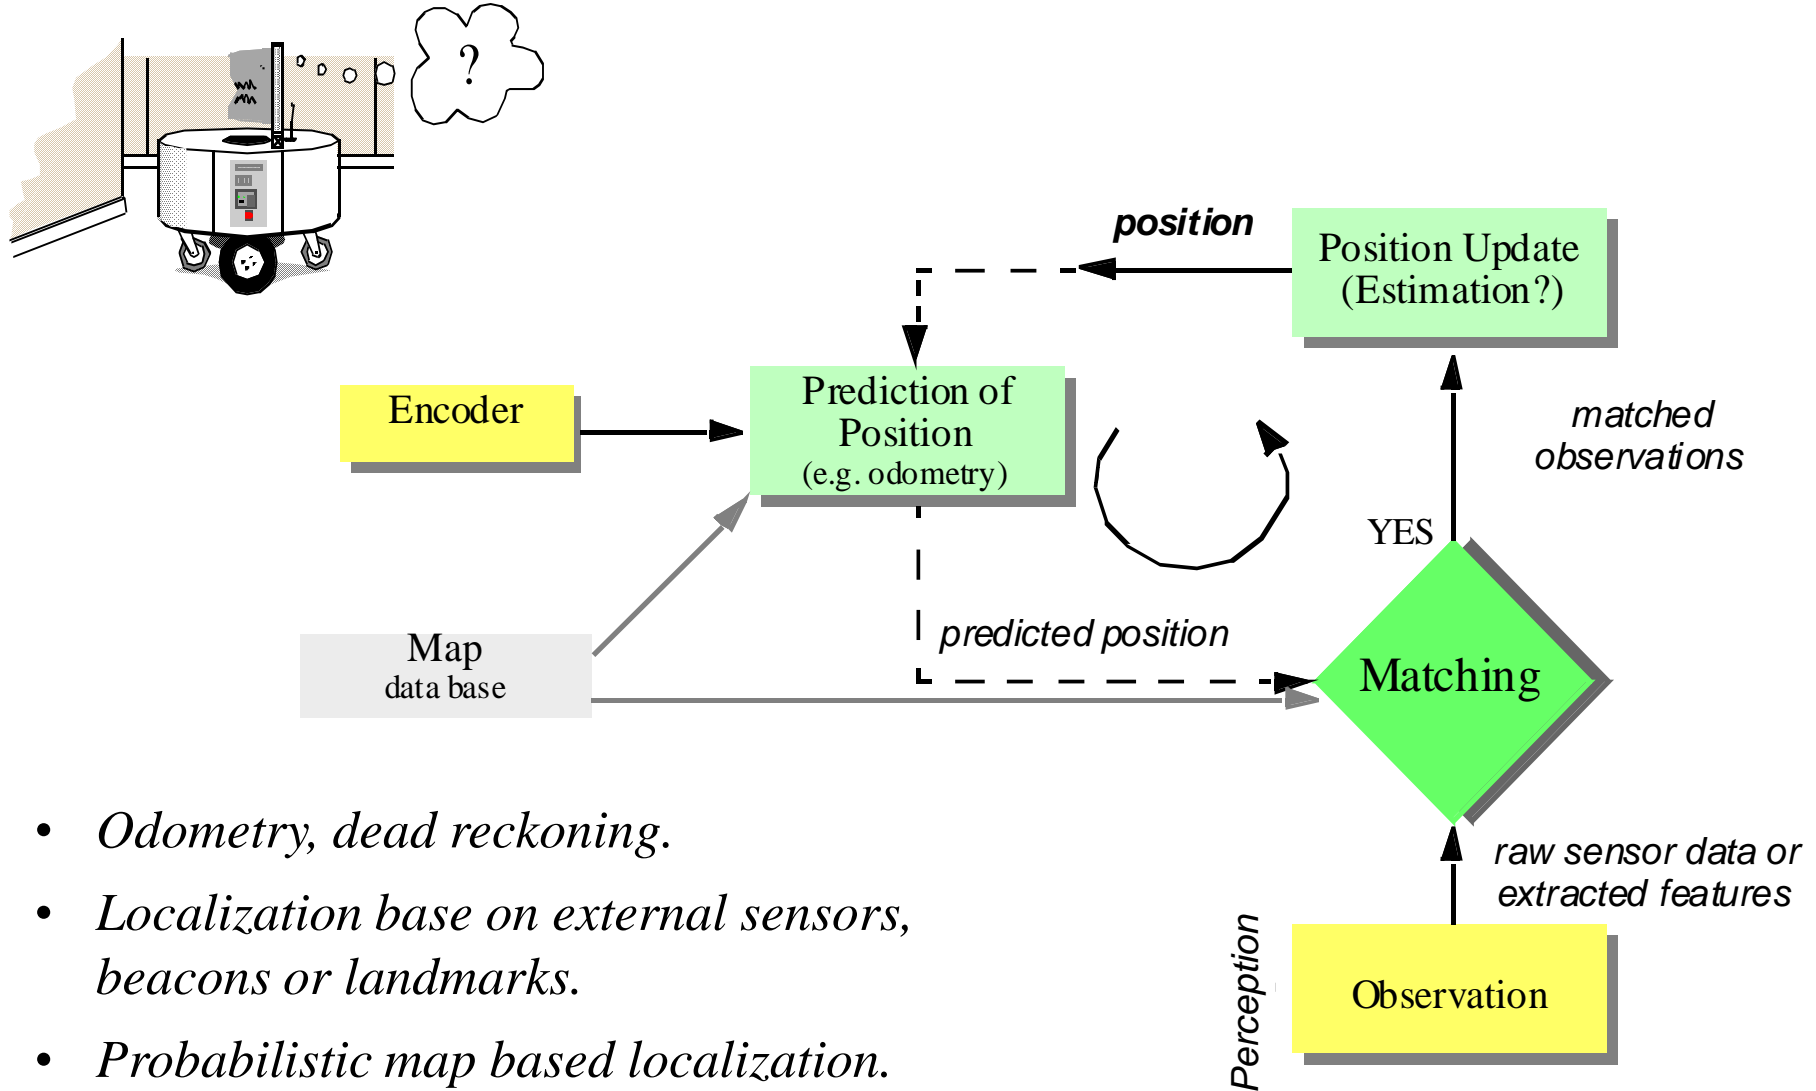 ?
position
Position Update
(Estimation?)
Encoder
Prediction of
Position
(e.g. odometry)
matched
observations
YES
Map
data base
predicted position
Matching
raw sensor data or
extracted features
Perception
Observation
• Odometry, dead reckoning.
• Localization base on external sensors,
beacons or landmarks.
• Probabilistic map based localization.